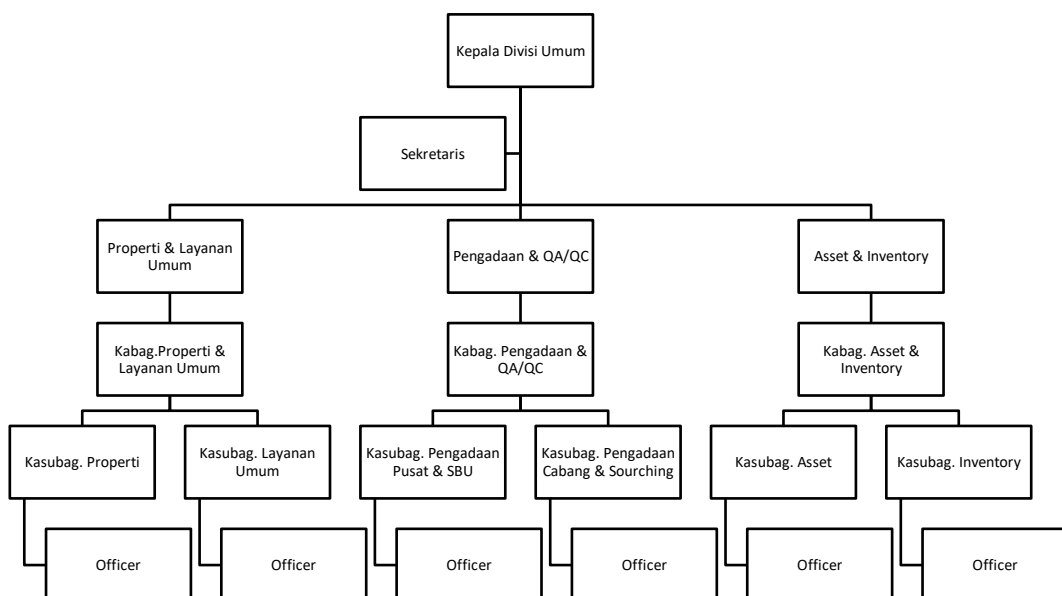 Kepala Divisi Umum
Sekretaris
Properti & Layanan
Umum
Pengadaan & QA/QC
Asset & Inventory
Kabag.Properti &
Layanan Umum
Kabag. Pengadaan &
QA/QC
Kabag. Asset &
Inventory
Kasubag. Properti
Kasubag. Layanan
Umum
Kasubag. Pengadaan
Pusat & SBU
Kasubag. Pengadaan
Cabang & Sourching
Kasubag. Asset
Kasubag. Inventory
Officer
Officer
Officer
Officer
Officer
Officer